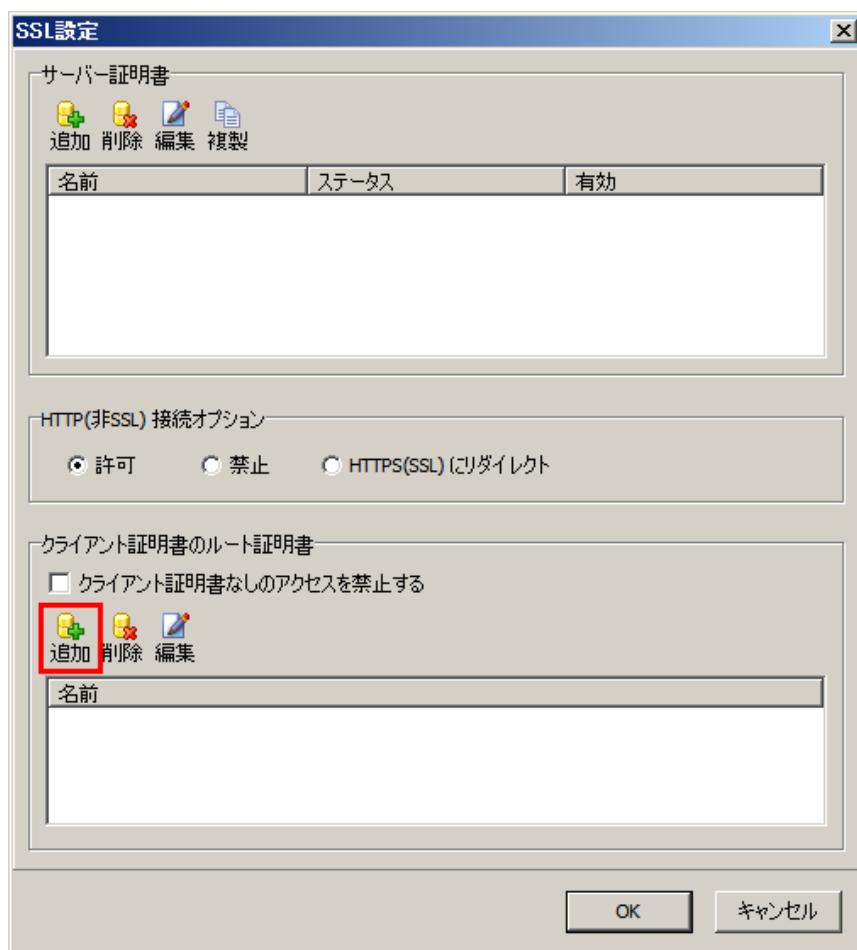 SSL設定
サーバー証明書
追加 削除 編集 複製
名前 ステータス 有効
HTTP(非SSL) 接続オプション
許可 禁止 HTTPS(SSL) にリダイレクト
クライアント証明書のルート証明書
クライアント証明書なしのアクセスを禁止する
追加 削除 編集
名前
OK キャンセル